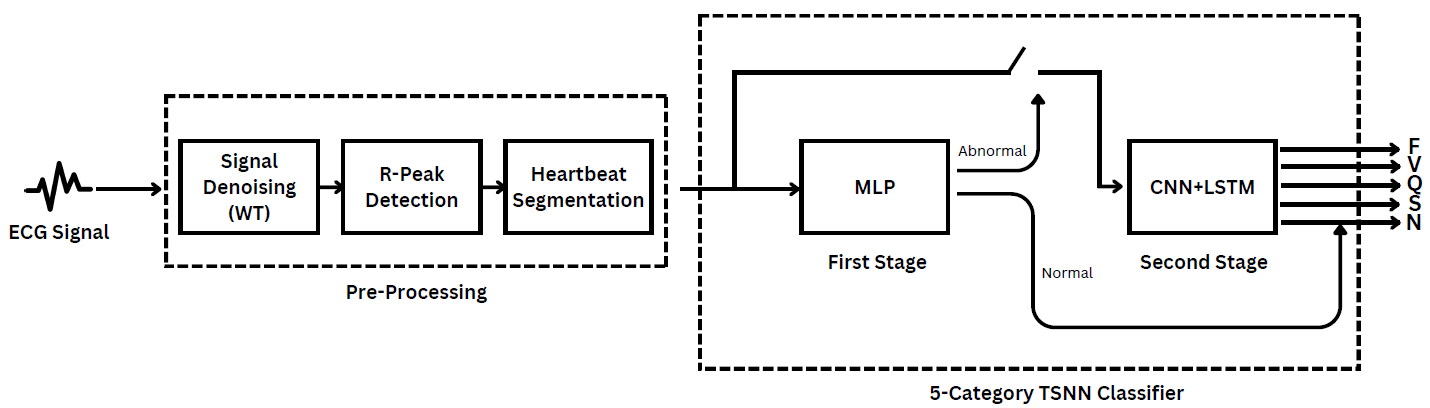 ECG Signal
Signal
Denoising
(WT)
R-Peak
Detection
Heartbeat
Segmentation
Pre-Processing
MLP
First Stage
Abnormal
Normal
CNN+LSTM
Second Stage
F
V
Q
S
N
5-Category TSNN Classifier